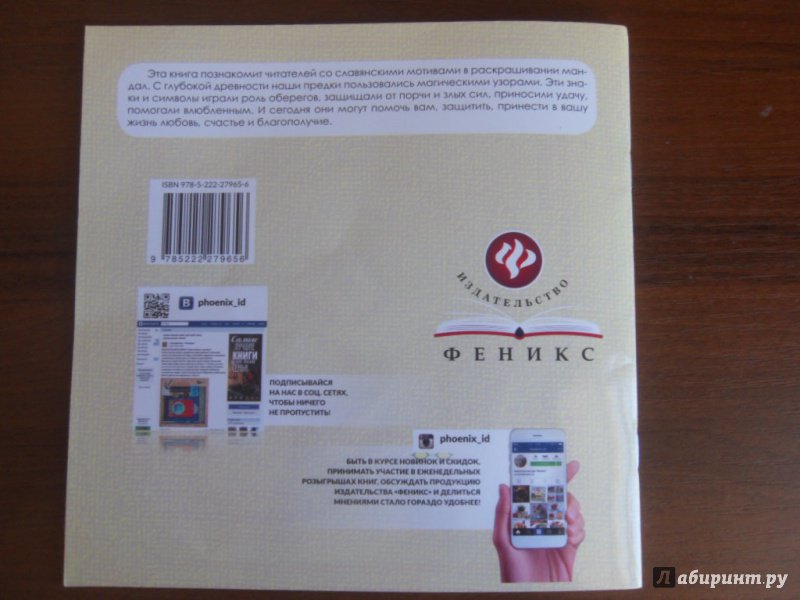 Эта книга познакомит читателей со славянскими мотивами в раскрашивании ман-
дал. С глубокой древности наши предки пользовались магическими узорами. Эти зна-
ки и символы играли роль оберегов, защищали от порчи и злых сил, приносили удачу,
помогали влюбленным. И сегодня они могут помочь вам, защитить, принести в вашу
жизнь любовь, счастье и благополучие.
ISBN 978-5-222-27965-6
9 785222 279656
ИЗДАТЕЛЬСТВО
ФЕНИКС
B phoenix_id
Самые
ЛУЧШИЕ
КНИГИ
ПОДПИСЫВАЙСЯ
НА НАС В СОЦ. СЕТЯХ,
ЧТОБЫ НИЧЕГО
НЕ ПРОПУСТИТЬ!
phoenix_id
БЫТЬ В КУРСЕ НОВИНОК И СКИДОК,
ПРИНИМАТЬ УЧАСТИЕ В ЕЖЕНЕДЕЛЬНЫХ
РОЗЫГРЫШАХ КНИГ, ОБСУЖДАТЬ ПРОДУКЦИЮ
ИЗДАТЕЛЬСТВА «ФЕНИКС» И ДЕЛИТЬСЯ
МНЕНИЯМИ СТАЛО ГОРАЗДО УДОБНЕЕ!
Лабиринт.ру